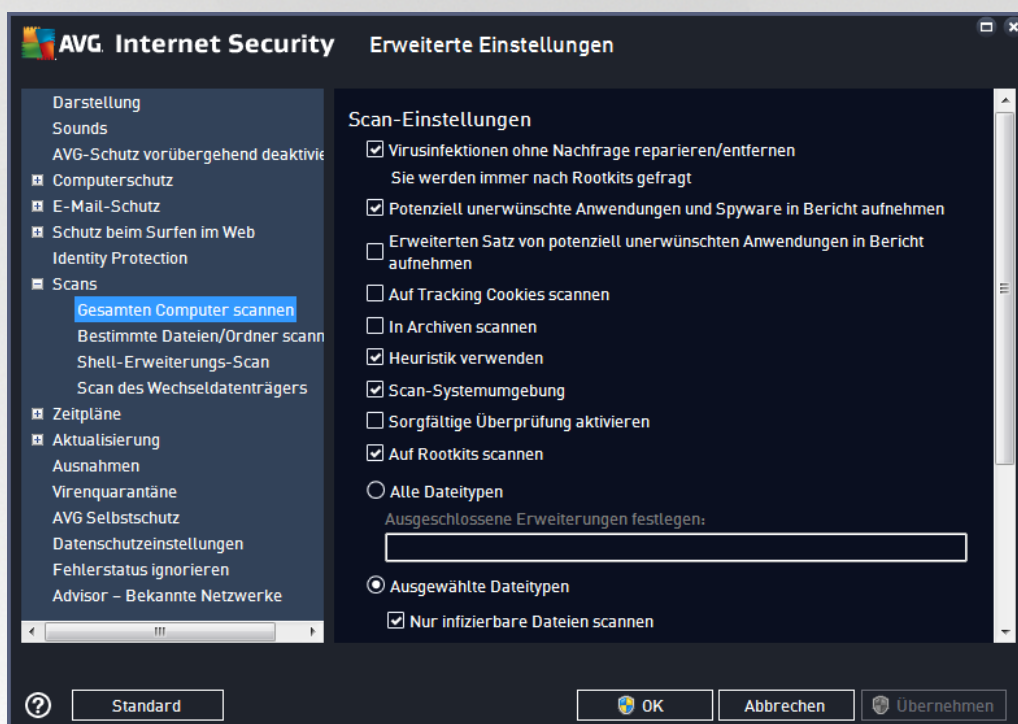 AVG Internet Security Erweiterte Einstellungen
Darstellung
Sounds
AVG-Schutz vorübergehend deaktivie
Computerschutz
E-Mail-Schutz
Schutz beim Surfen im Web
Identity Protection
Scans
Gesamten Computer scannen
Bestimmte Dateien/Ordner scann
Shell-Erweiterungs-Scan
Scan des Wechseldatenträgers
Zeitpläne
Aktualisierung
Ausnahmen
Virenquarantäne
AVG Selbstschutz
Datenschutzeinstellungen
Fehlerstatus ignorieren
Advisor – Bekannte Netzwerke
Scan-Einstellungen
Virusinfektionen ohne Nachfrage reparieren/entfernen
Sie werden immer nach Rootkits gefragt
Potenziell unerwünschte Anwendungen und Spyware in Bericht aufnehmen
Erweiterten Satz von potenziell unerwünschten Anwendungen in Bericht
aufnehmen
Auf Tracking Cookies scannen
In Archiven scannen
Heuristik verwenden
Scan-Systemumgebung
Sorgfältige Überprüfung aktivieren
Auf Rootkits scannen
Alle Dateitypen
Ausgeschlossene Erweiterungen festlegen:
Ausgewählte Dateitypen
Nur infizierbare Dateien scannen
? Standard OK Abbrechen Übernehmen